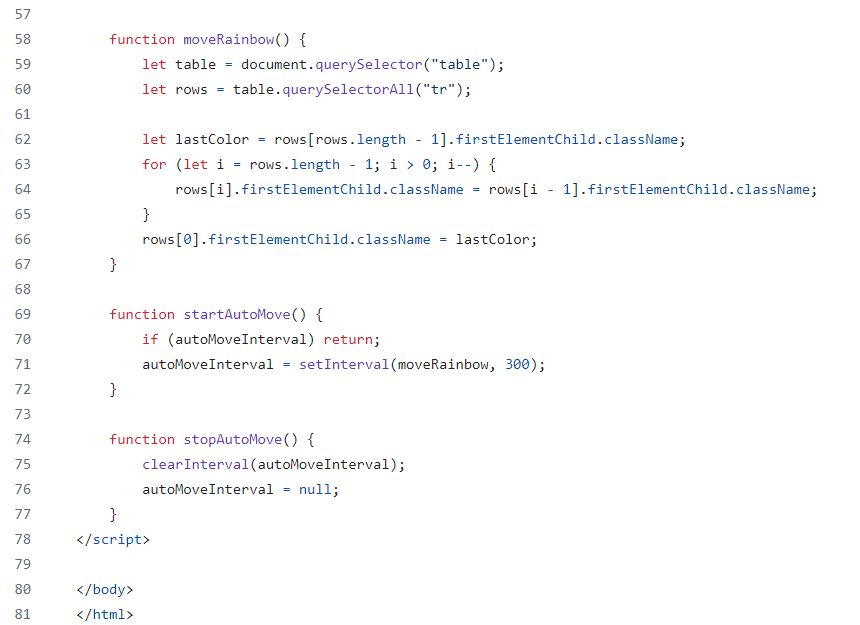 57
58 function moveRainbow() {
59 let table = document.querySelector("table");
60 let rows = table.querySelectorAll("tr");
61
62 let lastColor = rows[rows.length - 1].firstElementChild.className;
63 for (let i = rows.length - 1; i > 0; i--) {
64 rows[i].firstElementChild.className = rows[i - 1].firstElementChild.className;
65 }
66 rows[0].firstElementChild.className = lastColor;
67 }
68
69 function startAutoMove() {
70 if (autoMoveInterval) return;
71 autoMoveInterval = setInterval(moveRainbow, 300);
72 }
73
74 function stopAutoMove() {
75 clearInterval(autoMoveInterval);
76 autoMoveInterval = null;
77 }
78 </script>
79
80 </body>
81 </html>